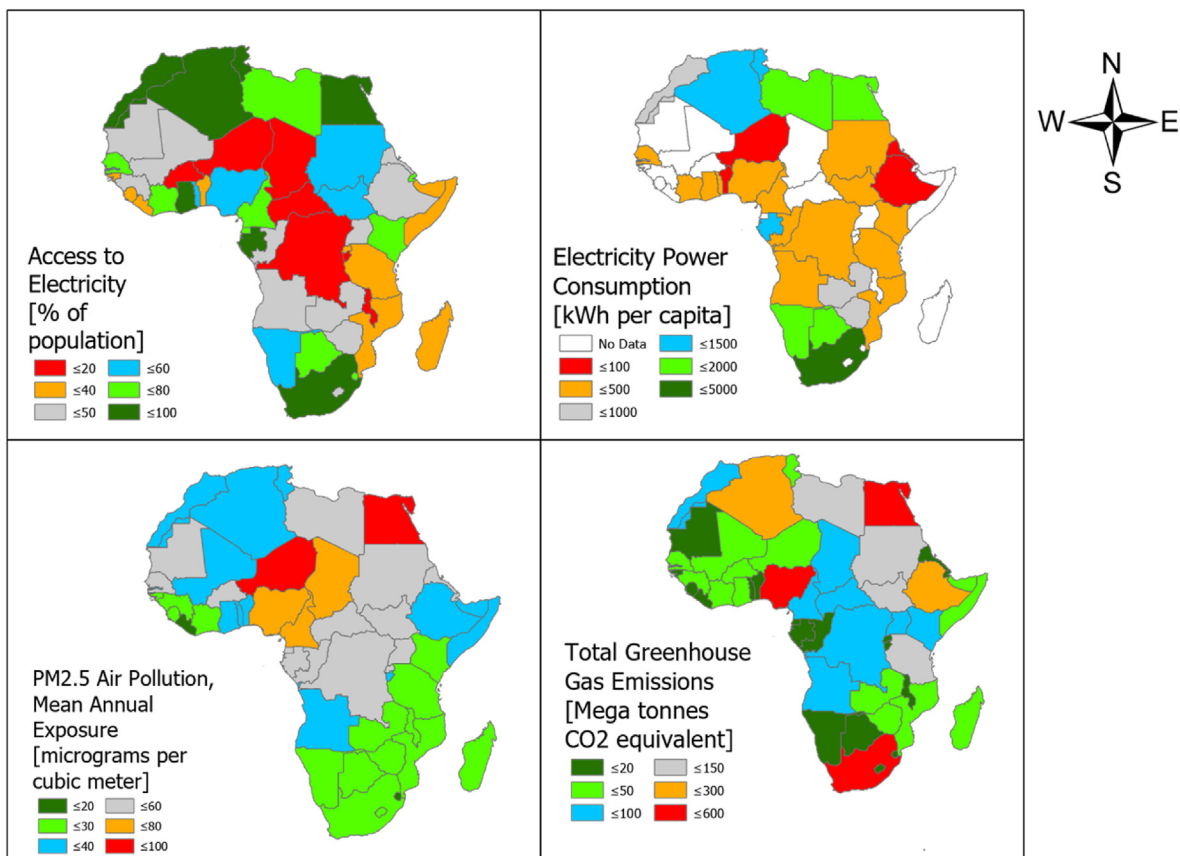 N
W E
S
Access to
Electricity
[% of
population]
≤20 ≤60
≤40 ≤80
≤50 ≤100
Electricity Power
Consumption
[kWh per capita]
No Data ≤1500
≤100 ≤2000
≤500 ≤5000
≤1000
PM2.5 Air Pollution,
Mean Annual
Exposure
[micrograms per
cubic meter]
≤20 ≤60
≤30 ≤80
≤40 ≤100
Total Greenhouse
Gas Emissions
[Mega tonnes
CO2 equivalent]
≤20 ≤150
≤50 ≤300
≤100 ≤600